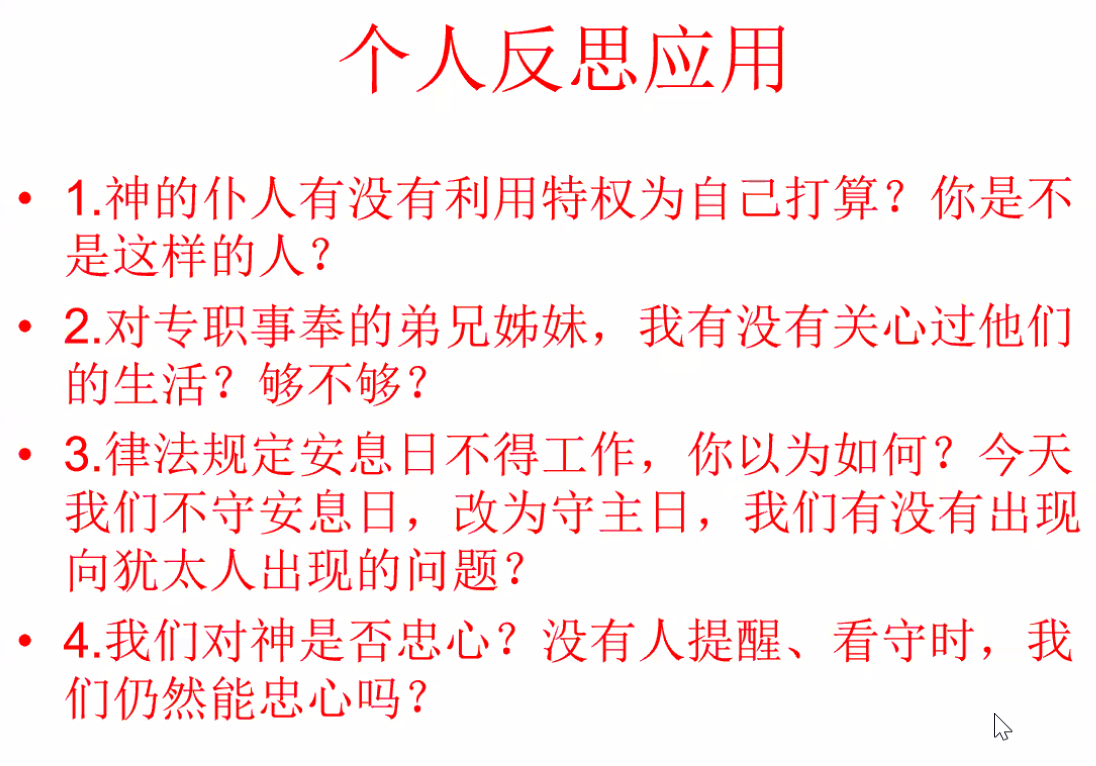 个人反思应用
• 1.神的仆人有没有利用特权为自己打算？你是不
是这样的人？
• 2.对专职事奉的弟兄姊妹，我有没有关心过他们
的生活？够不够？
• 3.律法规定安息日不得工作，你以为如何？今天
我们不守安息日，改为守主日，我们有没有出现
向犹太人出现的问题？
• 4.我们对神是否忠心？没有人提醒、看守时，我
们仍然能忠心吗？